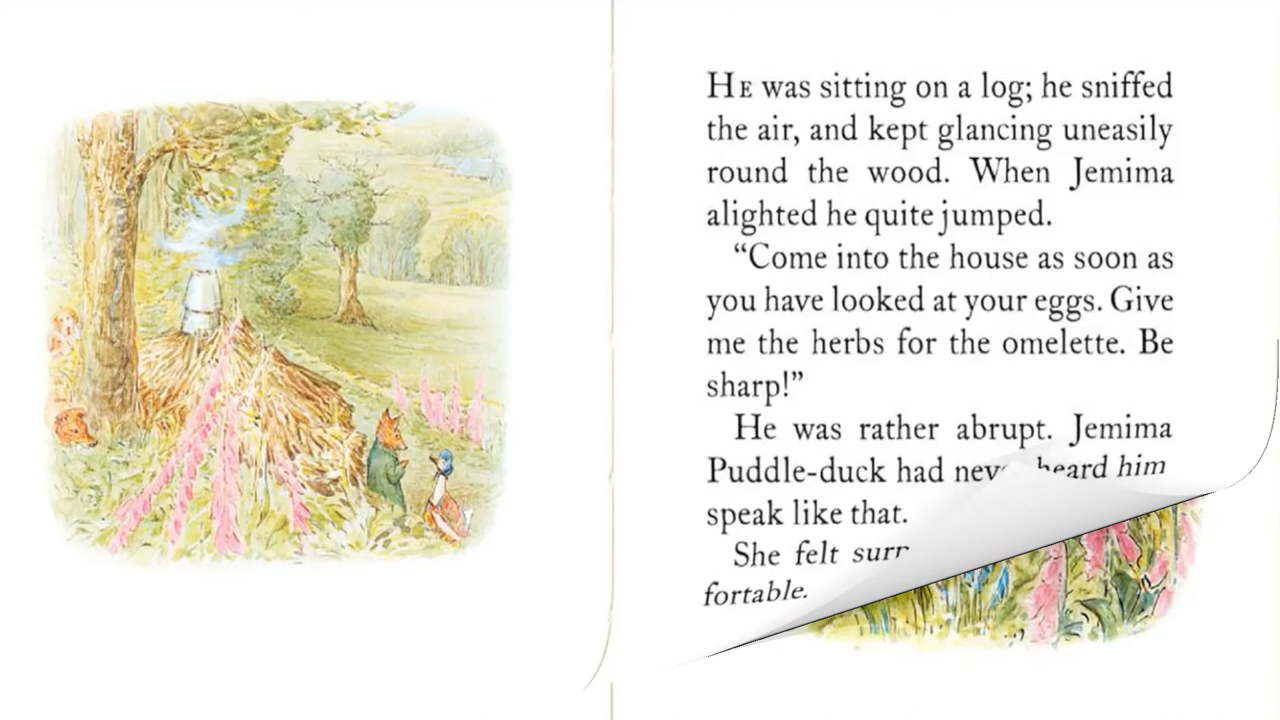 HE was sitting on a log; he sniffed
the air, and kept glancing uneasily
round the wood. When Jemima
alighted he quite jumped.
“Come into the house as soon as
you have looked at your eggs. Give
me the herbs for the omelette. Be
sharp!”
He was rather abrupt. Jemima
Puddle-duck had heard him
speak like that.
She felt
fortable.